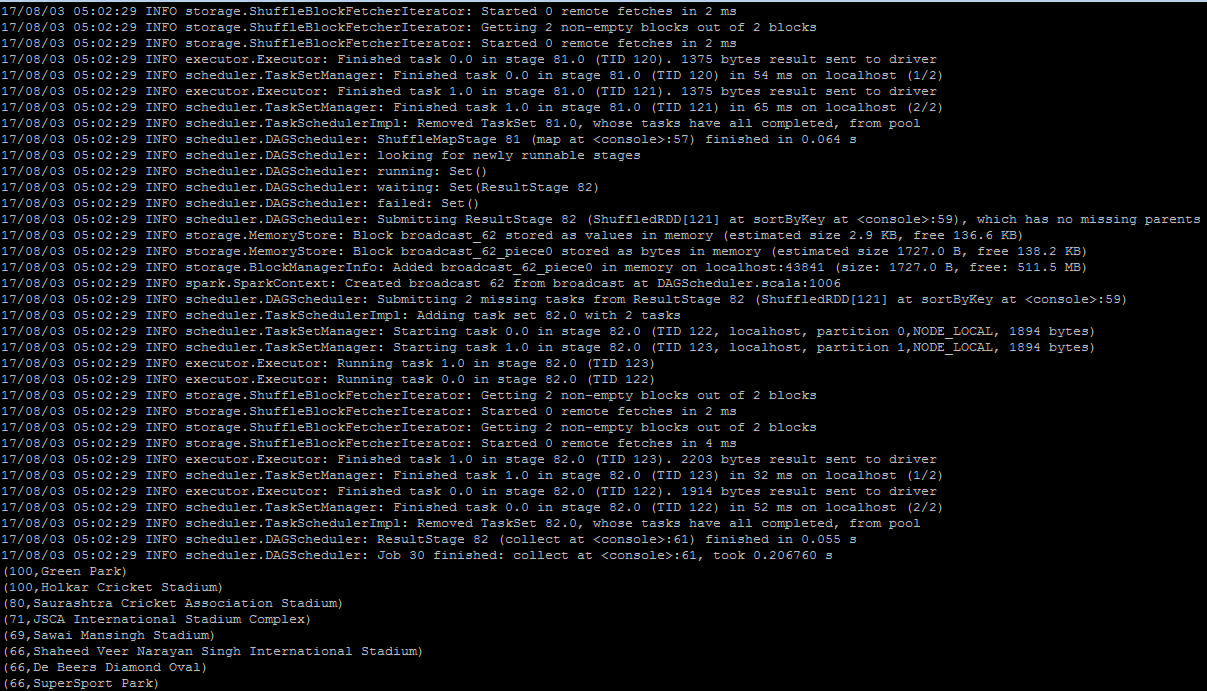 17/08/03 05:02:29 INFO storage.ShuffleBlockFetcherIterator: Started 0 remote fetches in 2 ms
17/08/03 05:02:29 INFO storage.ShuffleBlockFetcherIterator: Getting 2 non-empty blocks out of 2 blocks
17/08/03 05:02:29 INFO storage.ShuffleBlockFetcherIterator: Started 0 remote fetches in 2 ms
17/08/03 05:02:29 INFO executor.Executor: Finished task 0.0 in stage 81.0 (TID 120). 1375 bytes result sent to driver
17/08/03 05:02:29 INFO scheduler.TaskSetManager: Finished task 0.0 in stage 81.0 (TID 120) in 54 ms on localhost (1/2)
17/08/03 05:02:29 INFO executor.Executor: Finished task 1.0 in stage 81.0 (TID 121). 1375 bytes result sent to driver
17/08/03 05:02:29 INFO scheduler.TaskSetManager: Finished task 1.0 in stage 81.0 (TID 121) in 65 ms on localhost (2/2)
17/08/03 05:02:29 INFO scheduler.TaskSchedulerImpl: Removed TaskSet 81.0, whose tasks have all completed, from pool
17/08/03 05:02:29 INFO scheduler.DAGScheduler: ShuffleMapStage 81 (map at <console>:57) finished in 0.064 s
17/08/03 05:02:29 INFO scheduler.DAGScheduler: looking for newly runnable stages
17/08/03 05:02:29 INFO scheduler.DAGScheduler: running: Set()
17/08/03 05:02:29 INFO scheduler.DAGScheduler: waiting: Set(ResultStage 82)
17/08/03 05:02:29 INFO scheduler.DAGScheduler: failed: Set()
17/08/03 05:02:29 INFO scheduler.DAGScheduler: Submitting ResultStage 82 (ShuffledRDD[121] at sortByKey at <console>:59), which has no missing parents
17/08/03 05:02:29 INFO storage.MemoryStore: Block broadcast_62 stored as values in memory (estimated size 2.9 KB, free 136.6 KB)
17/08/03 05:02:29 INFO storage.MemoryStore: Block broadcast_62_piece0 stored as bytes in memory (estimated size 1727.0 B, free 138.2 KB)
17/08/03 05:02:29 INFO storage.BlockManagerInfo: Added broadcast_62_piece0 in memory on localhost:43841 (size: 1727.0 B, free: 511.5 MB)
17/08/03 05:02:29 INFO spark.SparkContext: Created broadcast 62 from broadcast at DAGScheduler.scala:1006
17/08/03 05:02:29 INFO scheduler.DAGScheduler: Submitting 2 missing tasks from ResultStage 82 (ShuffledRDD[121] at sortByKey at <console>:59)
17/08/03 05:02:29 INFO scheduler.TaskSchedulerImpl: Adding task set 82.0 with 2 tasks
17/08/03 05:02:29 INFO scheduler.TaskSetManager: Starting task 0.0 in stage 82.0 (TID 122, localhost, partition 0,NODE_LOCAL, 1894 bytes)
17/08/03 05:02:29 INFO scheduler.TaskSetManager: Starting task 1.0 in stage 82.0 (TID 123, localhost, partition 1,NODE_LOCAL, 1894 bytes)
17/08/03 05:02:29 INFO executor.Executor: Running task 1.0 in stage 82.0 (TID 123)
17/08/03 05:02:29 INFO executor.Executor: Running task 0.0 in stage 82.0 (TID 122)
17/08/03 05:02:29 INFO storage.ShuffleBlockFetcherIterator: Getting 2 non-empty blocks out of 2 blocks
17/08/03 05:02:29 INFO storage.ShuffleBlockFetcherIterator: Started 0 remote fetches in 2 ms
17/08/03 05:02:29 INFO storage.ShuffleBlockFetcherIterator: Getting 2 non-empty blocks out of 2 blocks
17/08/03 05:02:29 INFO storage.ShuffleBlockFetcherIterator: Started 0 remote fetches in 4 ms
17/08/03 05:02:29 INFO executor.Executor: Finished task 1.0 in stage 82.0 (TID 123). 2203 bytes result sent to driver
17/08/03 05:02:29 INFO scheduler.TaskSetManager: Finished task 1.0 in stage 82.0 (TID 123) in 32 ms on localhost (1/2)
17/08/03 05:02:29 INFO executor.Executor: Finished task 0.0 in stage 82.0 (TID 122). 1914 bytes result sent to driver
17/08/03 05:02:29 INFO scheduler.TaskSetManager: Finished task 0.0 in stage 82.0 (TID 122) in 52 ms on localhost (2/2)
17/08/03 05:02:29 INFO scheduler.TaskSchedulerImpl: Removed TaskSet 82.0, whose tasks have all completed, from pool
17/08/03 05:02:29 INFO scheduler.DAGScheduler: ResultStage 82 (collect at <console>:61) finished in 0.055 s
17/08/03 05:02:29 INFO scheduler.DAGScheduler: Job 30 finished: collect at <console>:61, took 0.206760 s
(100,Green Park)
(100,Holkar Cricket Stadium)
(80,Saurashtra Cricket Association Stadium)
(71,JSCA International Stadium Complex)
(69,Sawai Mansingh Stadium)
(66,Shaheed Veer Narayan Singh International Stadium)
(66,De Beers Diamond Oval)
(66,SuperSport Park)